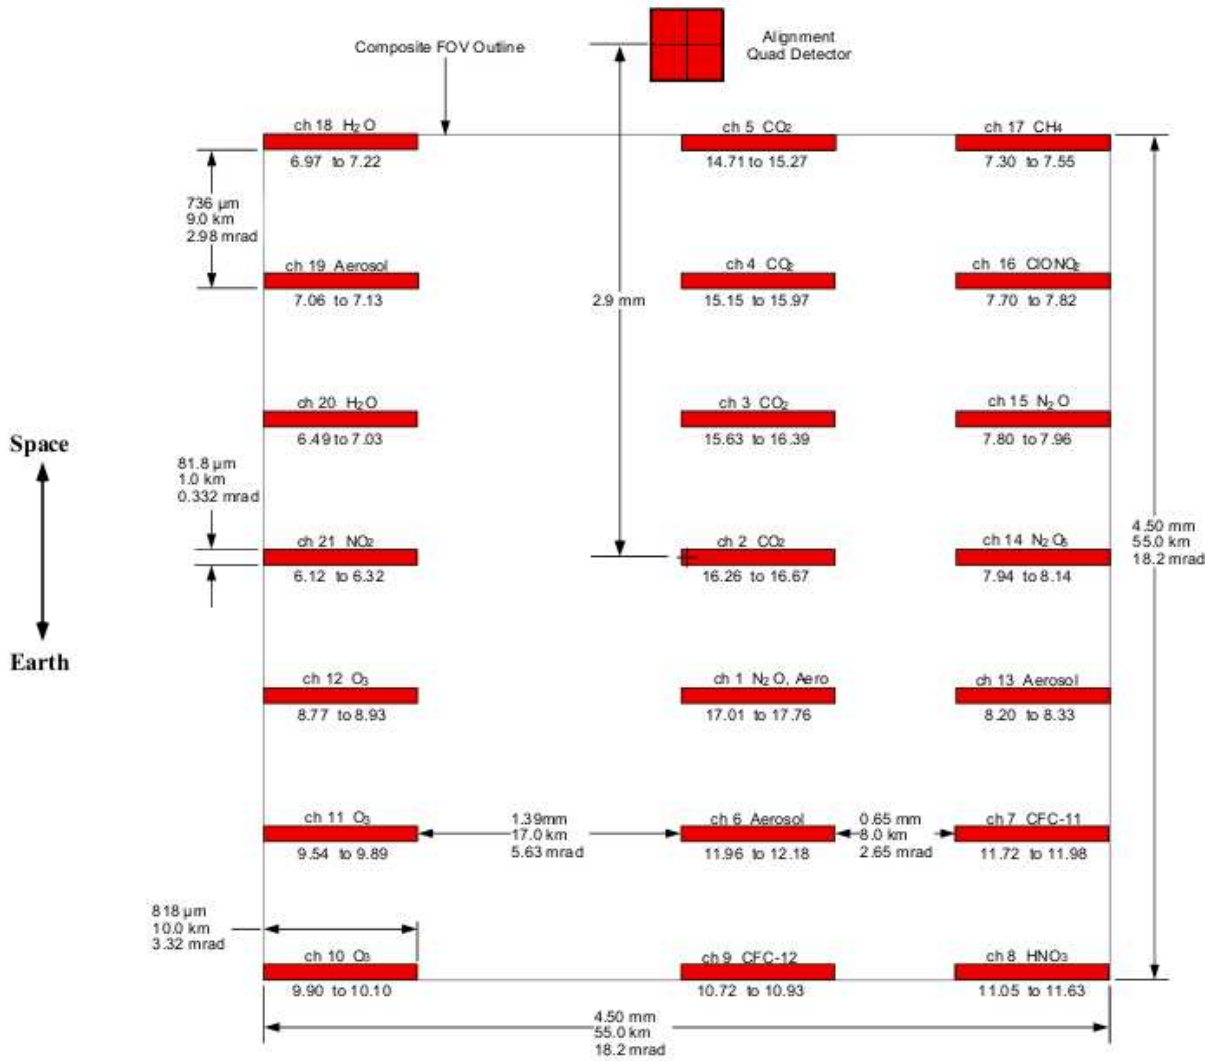 Alignment
Quad Detector
Composite FOV Outline
ch 18 H₂O
6.97 to 7.22
ch 5 CO₂
14.71 to 15.27
ch 17 CH₄
7.30 to 7.55
736 µm
9.0 km
2.98 mrad
ch 19 Aerosol
7.06 to 7.13
ch 4 CO₂
15.15 to 15.97
ch 16 ClONO₂
7.70 to 7.82
2.9 mm
ch 20 H₂O
6.49 to 7.03
ch 3 CO₂
15.63 to 16.39
ch 15 N₂O
7.80 to 7.96
Space
Earth
81.8 µm
1.0 km
0.332 mrad
ch 21 NO₂
6.12 to 6.32
ch 2 CO₂
16.26 to 16.67
ch 14 N₂O₅
7.94 to 8.14
4.50 mm
55.0 km
18.2 mrad
ch 12 O₃
8.77 to 8.93
ch 1 N₂O, Aero
17.01 to 17.76
ch 13 Aerosol
8.20 to 8.33
ch 11 O₃
9.54 to 9.89
1.39mm
17.0 km
5.63 mrad
ch 6 Aerosol
11.96 to 12.18
0.65 mm
8.0 km
2.65 mrad
ch 7 CFC-11
11.72 to 11.98
818 µm
10.0 km
3.32 mrad
ch 10 O₃
9.90 to 10.10
ch 9 CFC-12
10.72 to 10.93
ch 8 HNO₃
11.05 to 11.63
4.50 mm
55.0 km
18.2 mrad